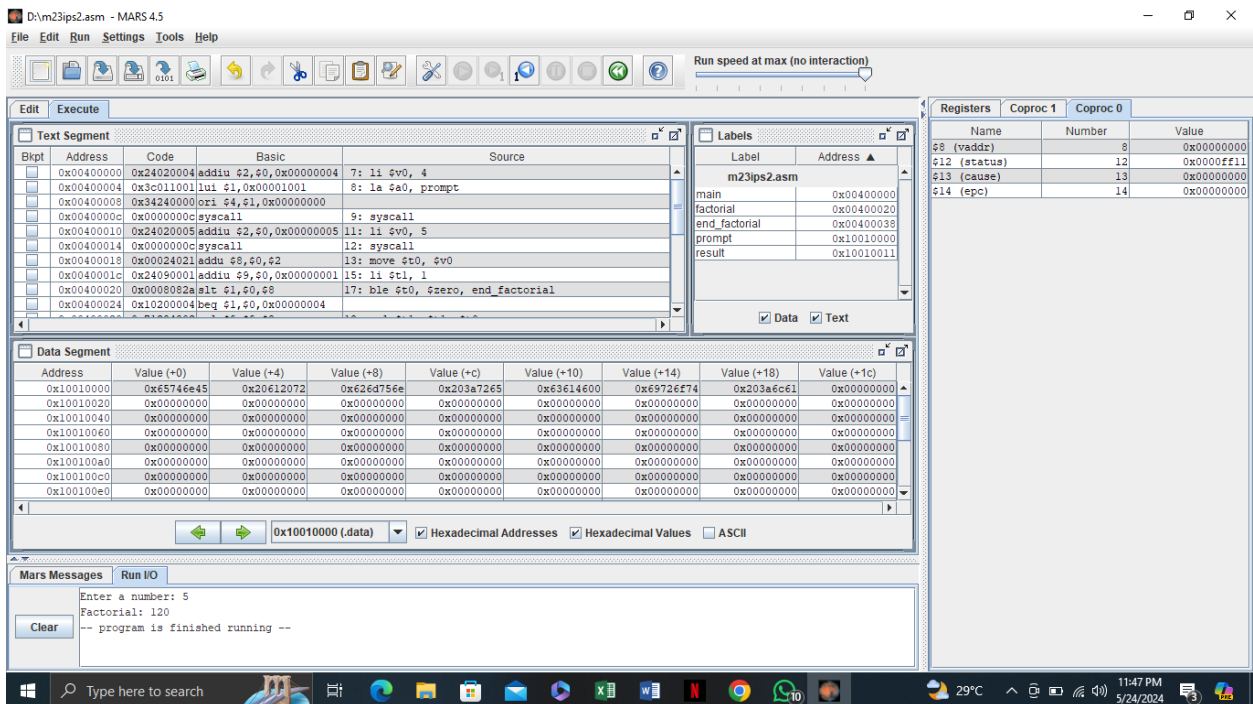 D:\m23ips2.asm - MARS 4.5
File Edit Run Settings Tools Help
Run speed at max (no interaction)
Edit Execute
Text Segment
Bkpt Address Code Basic Source
0x00400000 0x24020004 addiu $2,$0,0x00000004 7: li $v0, 4
0x00400004 0x3c011001 lui $1,0x00001001 8: la $a0, prompt
0x00400008 0x34240000 ori $4,$1,0x00000000
0x0040000c 0x0000000c syscall 9: syscall
0x00400010 0x24020005 addiu $2,$0,0x00000005 11: li $v0, 5
0x00400014 0x0000000c syscall 12: syscall
0x00400018 0x00024021 addu $8,$0,$2 13: move $t0, $v0
0x0040001c 0x24090001 addiu $9,$0,0x00000001 15: li $t1, 1
0x00400020 0x0008082a slt $1,$0,$8 17: ble $t0, $zero, end_factorial
0x00400024 0x10200004 beq $1,$0,0x00000004
Labels
Label Address ▲
m23ips2.asm
main 0x00400000
factorial 0x00400020
end_factorial 0x00400038
prompt 0x10010000
result 0x10010011
Data Text
Registers Coproc 1 Coproc 0
Name Number Value
$8 (vaddr) 8 0x00000000
$12 (status) 12 0x0000ff11
$13 (cause) 13 0x00000000
$14 (epc) 14 0x00000000
Data Segment
Address Value (+0) Value (+4) Value (+8) Value (+c) Value (+10) Value (+14) Value (+18) Value (+1c)
0x10010000 0x65746e45 0x20612072 0x626d756e 0x203a7265 0x63614600 0x69726f74 0x203a6c61 0x00000000
0x10010020 0x00000000 0x00000000 0x00000000 0x00000000 0x00000000 0x00000000 0x00000000 0x00000000
0x10010040 0x00000000 0x00000000 0x00000000 0x00000000 0x00000000 0x00000000 0x00000000 0x00000000
0x10010060 0x00000000 0x00000000 0x00000000 0x00000000 0x00000000 0x00000000 0x00000000 0x00000000
0x10010080 0x00000000 0x00000000 0x00000000 0x00000000 0x00000000 0x00000000 0x00000000 0x00000000
0x100100a0 0x00000000 0x00000000 0x00000000 0x00000000 0x00000000 0x00000000 0x00000000 0x00000000
0x100100c0 0x00000000 0x00000000 0x00000000 0x00000000 0x00000000 0x00000000 0x00000000 0x00000000
0x100100e0 0x00000000 0x00000000 0x00000000 0x00000000 0x00000000 0x00000000 0x00000000 0x00000000
0x10010000 (.data) Hexadecimal Addresses Hexadecimal Values ASCII
Mars Messages Run I/O
Enter a number: 5
Factorial: 120
-- program is finished running --
Clear
Type here to search
29°C
11:47 PM
5/24/2024